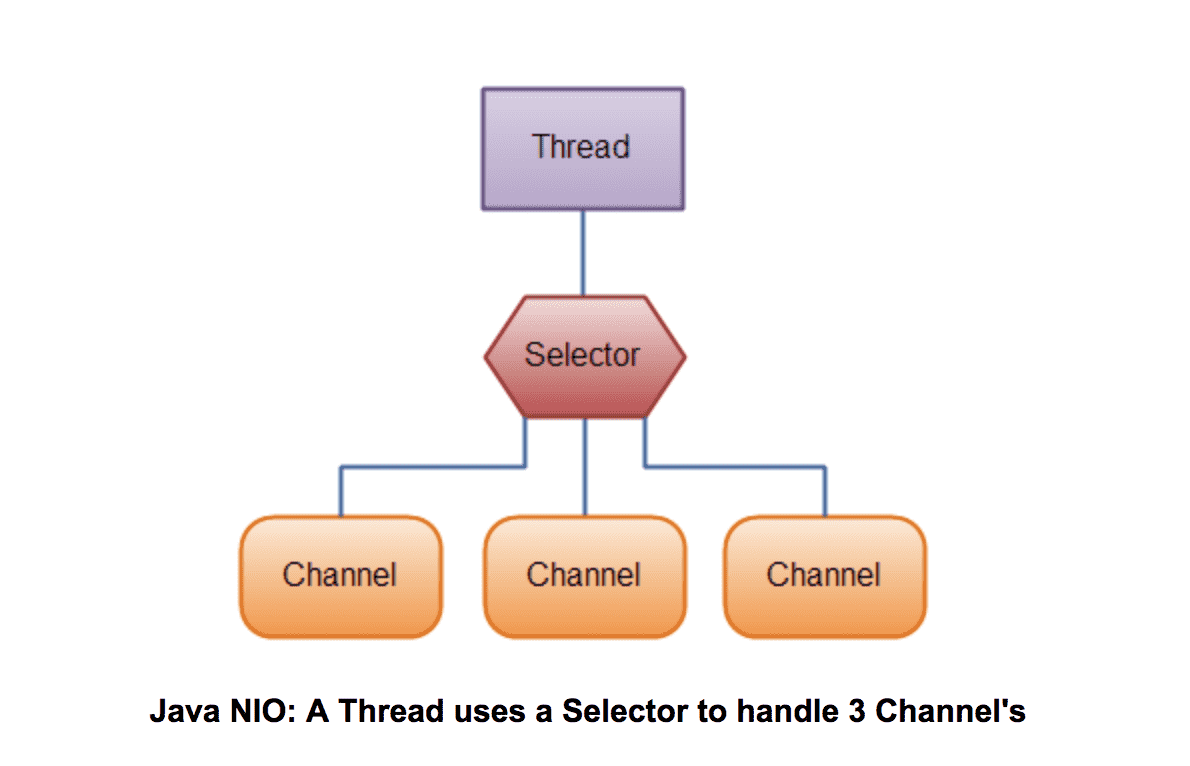 Thread
Selector
Channel
Channel
Channel
Java NIO: A Thread uses a Selector to handle 3 Channel's